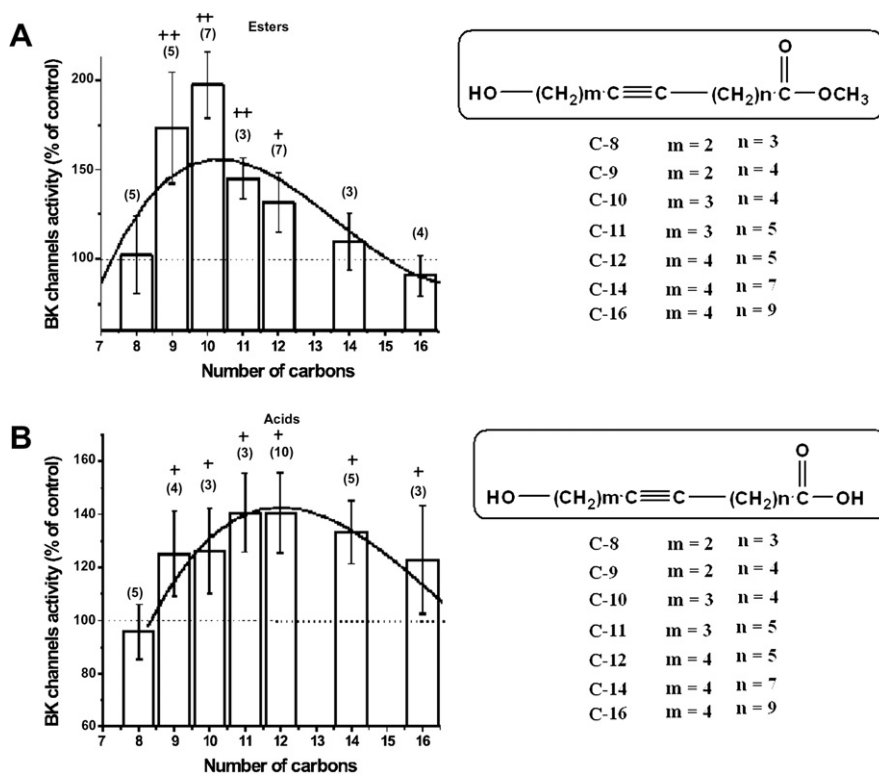 A
Esters
++ ++ ++ +
(5) (5) (7) (3) (7) (3) (4)
BK channels activity (% of control)
200
150
100
7 8 9 10 11 12 13 14 15 16
Number of carbons
O
HO—(CH₂)m·C≡C—(CH₂)n·C—OCH₃
C-8 m = 2 n = 3
C-9 m = 2 n = 4
C-10 m = 3 n = 4
C-11 m = 3 n = 5
C-12 m = 4 n = 5
C-14 m = 4 n = 7
C-16 m = 4 n = 9
B
Acids
+ + + + + +
(5) (4) (3) (3) (10) (5) (3)
BK channels activity (% of control)
160
140
120
100
80
60
7 8 9 10 11 12 13 14 15 16
Number of carbons
O
HO—(CH₂)m·C≡C—(CH₂)n·C—OH
C-8 m = 2 n = 3
C-9 m = 2 n = 4
C-10 m = 3 n = 4
C-11 m = 3 n = 5
C-12 m = 4 n = 5
C-14 m = 4 n = 7
C-16 m = 4 n = 9